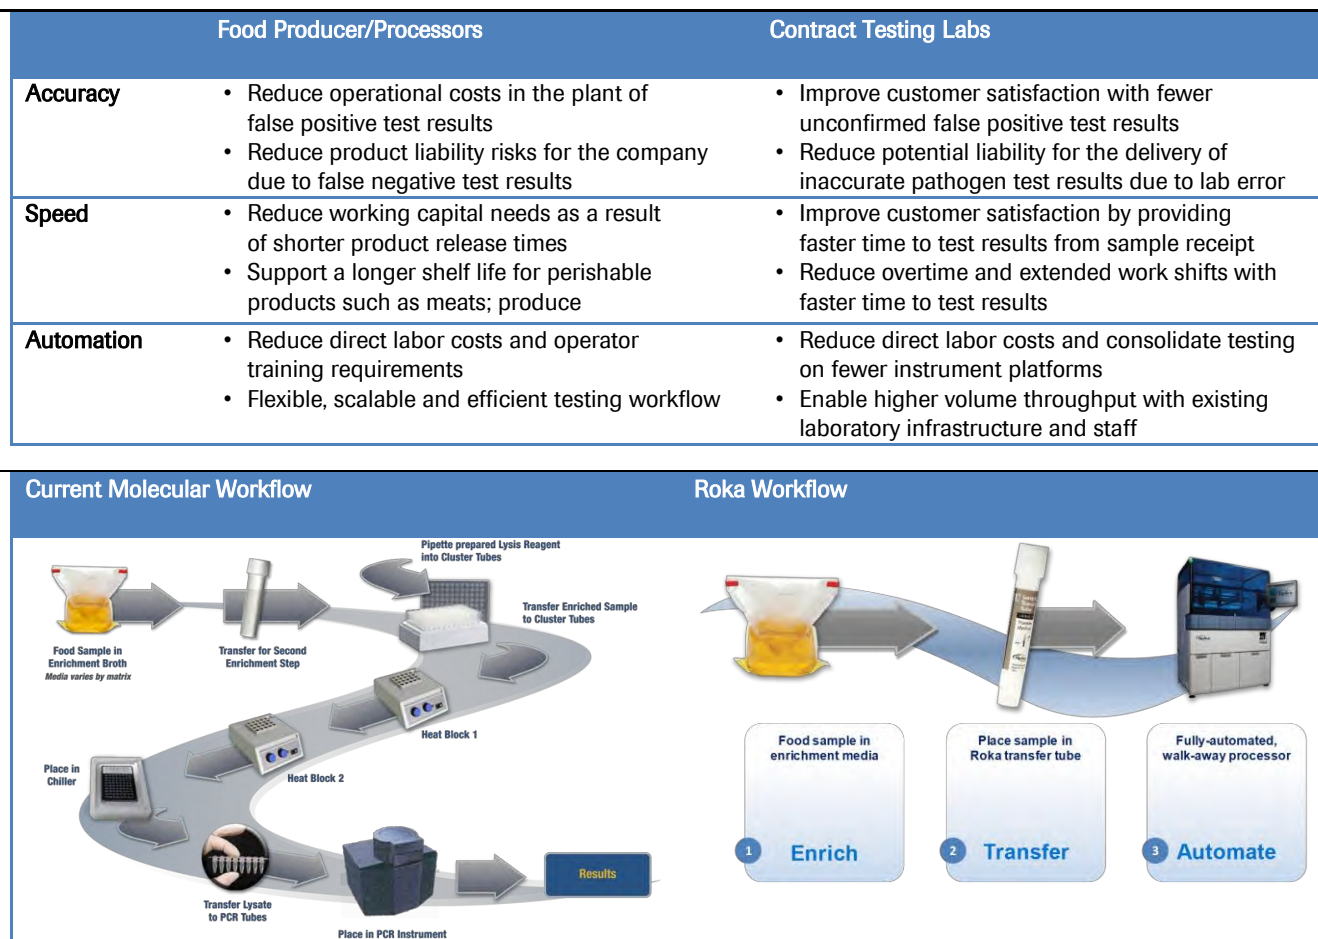 Food Producer/Processors
Contract Testing Labs
Accuracy
• Reduce operational costs in the plant of
false positive test results
• Reduce product liability risks for the company
due to false negative test results
• Improve customer satisfaction with fewer
unconfirmed false positive test results
• Reduce potential liability for the delivery of
inaccurate pathogen test results due to lab error
Speed
• Reduce working capital needs as a result
of shorter product release times
• Support a longer shelf life for perishable
products such as meats; produce
• Improve customer satisfaction by providing
faster time to test results from sample receipt
• Reduce overtime and extended work shifts with
faster time to test results
Automation
• Reduce direct labor costs and operator
training requirements
• Flexible, scalable and efficient testing workflow
• Reduce direct labor costs and consolidate testing
on fewer instrument platforms
• Enable higher volume throughput with existing
laboratory infrastructure and staff
Current Molecular Workflow
Roka Workflow
Food Sample in
Enrichment Broth
Media varies by matrix
Transfer for Second
Enrichment Step
Pipette prepared Lysis Reagent
into Cluster Tubes
Transfer Enriched Sample
to Cluster Tubes
Heat Block 1
Heat Block 2
Place in
Chiller
Transfer Lysate
to PCR Tubes
Place in PCR Instrument
Results
Food sample in
enrichment media
1 Enrich
Place sample in
Roka transfer tube
2 Transfer
Fully-automated,
walk-away processor
3 Automate